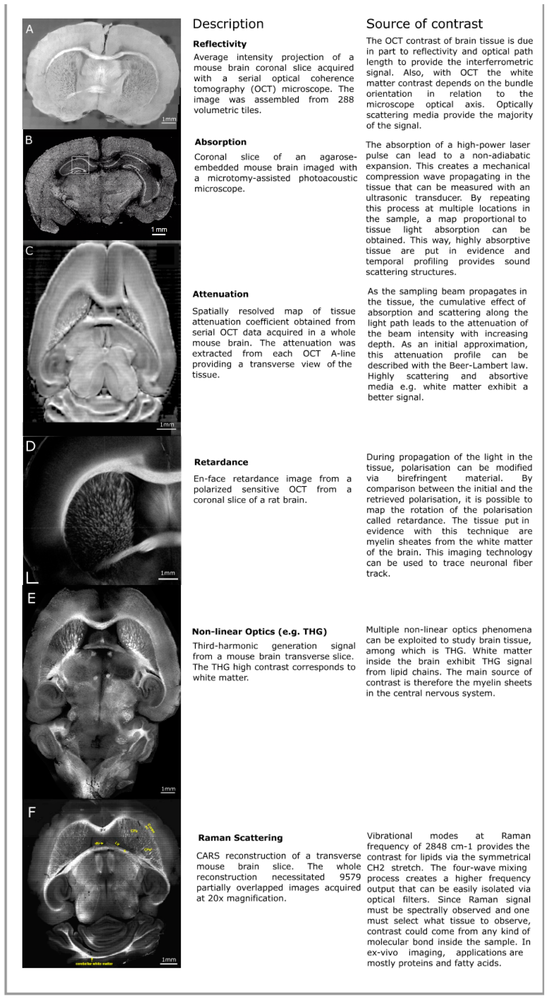 A
1mm
B
1 mm
C
1mm
D
1mm
E
1mm
F
gcc
CPu
cerebellar white matter
1mm
Description
Reflectivity
Average intensity projection of a
mouse brain coronal slice acquired
with a serial optical coherence
tomography (OCT) microscope. The
image was assembled from 288
volumetric tiles.
Absorption
Coronal slice of an agarose-
embedded mouse brain imaged with
a microtomy-assisted photoacoustic
microscope.
Attenuation
Spatially resolved map of tissue
attenuation coefficient obtained from
serial OCT data acquired in a whole
mouse brain. The attenuation was
extracted from each OCT A-line
providing a transverse view of the
tissue.
Retardance
En-face retardance image from a
polarized sensitive OCT from a
coronal slice of a rat brain.
Non-linear Optics (e.g. THG)
Third-harmonic generation signal
from a mouse brain transverse slice.
The THG high contrast corresponds to
white matter.
Raman Scattering
CARS reconstruction of a transverse
mouse brain slice. The whole
reconstruction necessitated 9579
partially overlapped images acquired
at 20x magnification.
Source of contrast
The OCT contrast of brain tissue is due
in part to reflectivity and optical path
length to provide the interferrometric
signal. Also, with OCT the white
matter contrast depends on the bundle
orientation in relation to the
microscope optical axis. Optically
scattering media provide the majority
of the signal.
The absorption of a high-power laser
pulse can lead to a non-adiabatic
expansion. This creates a mechanical
compression wave propagating in the
tissue that can be measured with an
ultrasonic transducer. By repeating
this process at multiple locations in
the sample, a map proportional to
tissue light absorption can be
obtained. This way, highly absorptive
tissue are put in evidence and
temporal profiling provides sound
scattering structures.
As the sampling beam propagates in
the tissue, the cumulative effect of
absorption and scattering along the
light path leads to the attenuation of
the beam intensity with increasing
depth. As an initial approximation,
this attenuation profile can be
described with the Beer-Lambert law.
Highly scattering and absortive
media e.g. white matter exhibit a
better signal.
During propagation of the light in the
tissue, polarisation can be modified
via birefringent material. By
comparison between the initial and the
retrieved polarisation, it is possible to
map the rotation of the polarisation
called retardance. The tissue put in
evidence with this technique are
myelin sheates from the white matter
of the brain. This imaging technology
can be used to trace neuronal fiber
track.
Multiple non-linear optics phenomena
can be exploited to study brain tissue,
among which is THG. White matter
inside the brain exhibit THG signal
from lipid chains. The main source of
contrast is therefore the myelin sheets
in the central nervous system.
Vibrational modes at Raman
frequency of 2848 cm-1 provides the
contrast for lipids via the symmetrical
CH2 stretch. The four-wave mixing
process creates a higher frequency
output that can be easily isolated via
optical filters. Since Raman signal
must be spectrally observed and one
must select what tissue to observe,
contrast could come from any kind of
molecular bond inside the sample. In
ex-vivo imaging, applications are
mostly proteins and fatty acids.